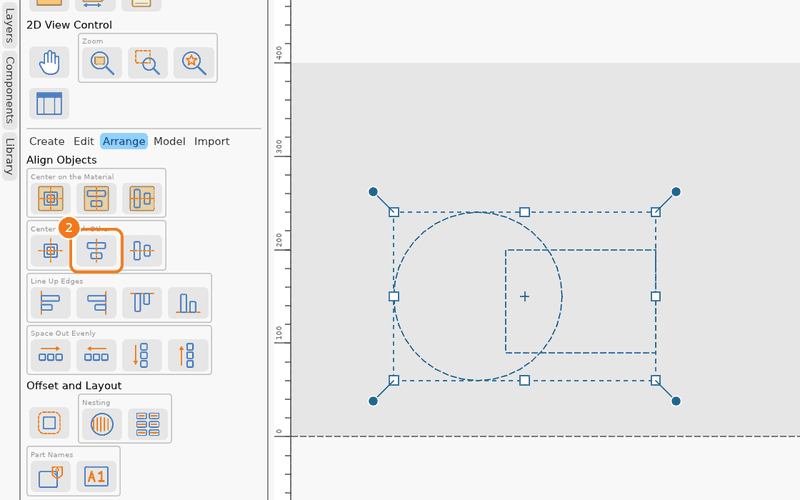 Layers
Components
Library
2D View Control
Zoom
Create Edit Arrange Model Import
Align Objects
Center on the Material
Center
2
Line Up Edges
Space Out Evenly
Offset and Layout
Nesting
Part Names
A1
400
300
200
100
0